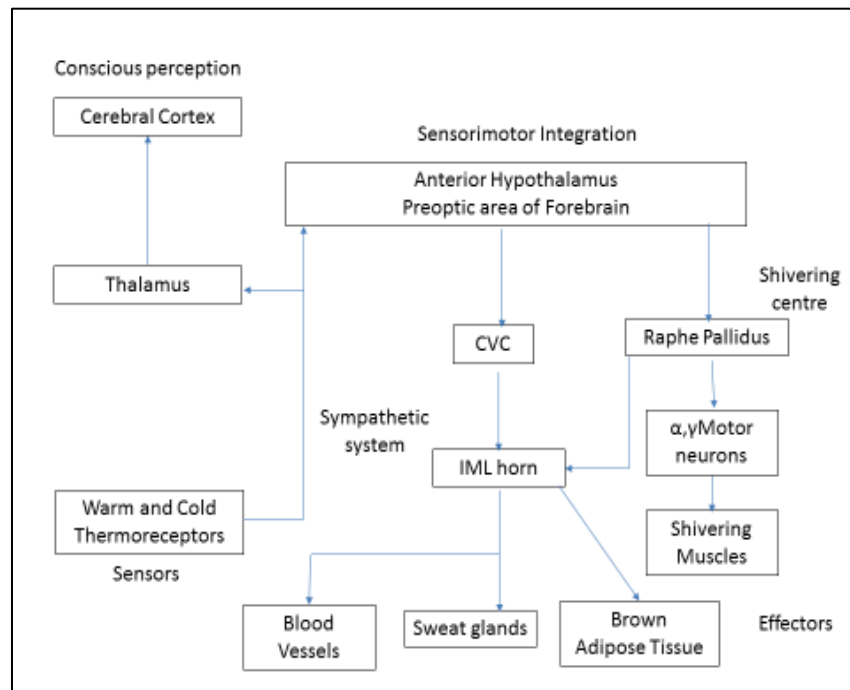 Conscious perception
Cerebral Cortex
Sensorimotor Integration
Anterior Hypothalamus
Preoptic area of Forebrain
Thalamus
Shivering
centre
CVC
Raphe Pallidus
Sympathetic
system
α,γMotor
neurons
IML horn
Warm and Cold
Thermoreceptors
Shivering
Muscles
Sensors
Blood
Vessels
Sweat glands
Brown
Adipose Tissue
Effectors